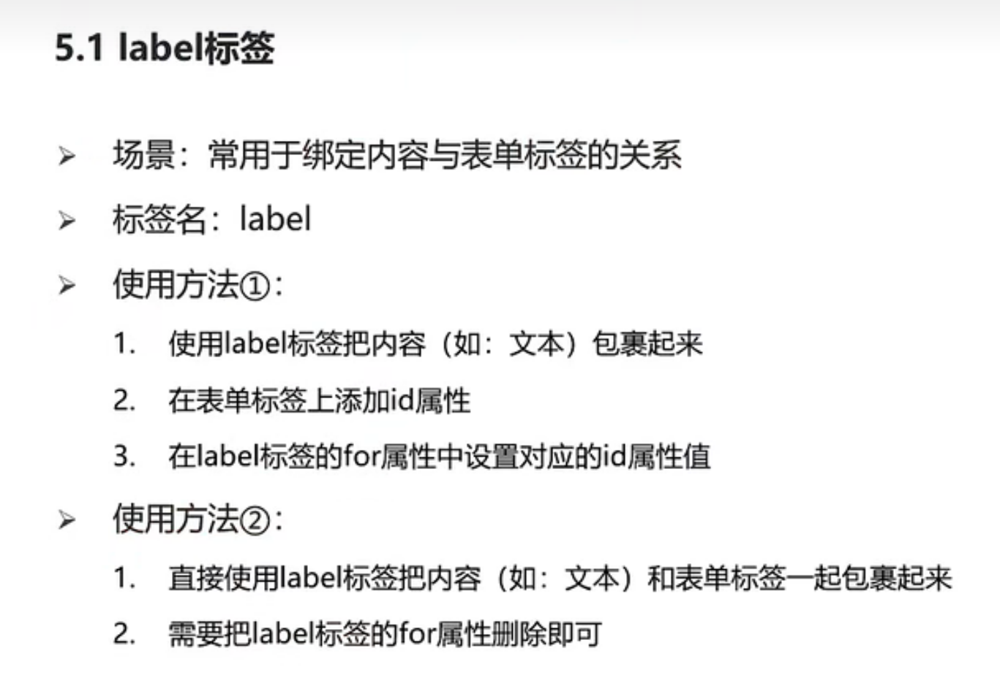 5.1 label标签
➢ 场景：常用于绑定内容与表单标签的关系
➢ 标签名：label
➢ 使用方法①：
1. 使用label标签把内容（如：文本）包裹起来
2. 在表单标签上添加id属性
3. 在label标签的for属性中设置对应的id属性值
➢ 使用方法②：
1. 直接使用label标签把内容（如：文本）和表单标签一起包裹起来
2. 需要把label标签的for属性删除即可